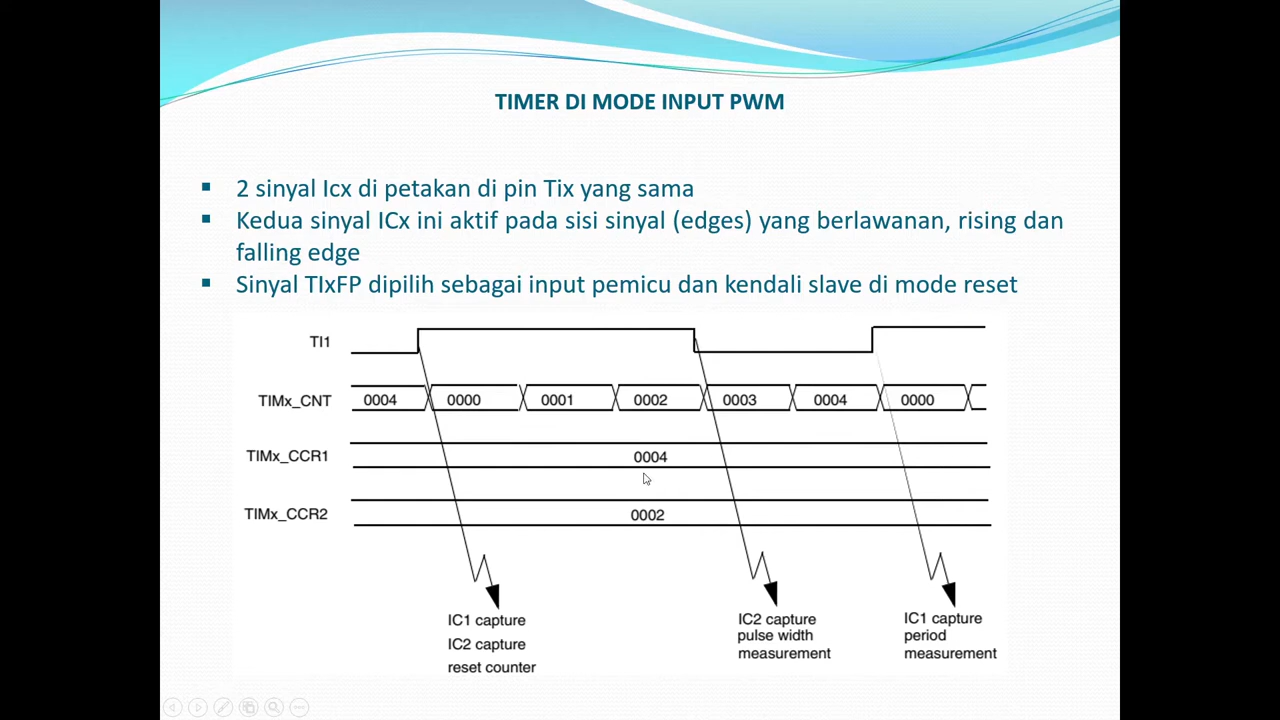 TIMER DI MODE INPUT PWM
2 sinyal Icx di petakan di pin Tix yang sama
Kedua sinyal ICx ini aktif pada sisi sinyal (edges) yang berlawanan, rising dan
falling edge
Sinyal TIxFP dipilih sebagai input pemicu dan kendali slave di mode reset
TI1
TIMx_CNT 0004 0000 0001 0002 0003 0004 0000
TIMx_CCR1 0004
TIMx_CCR2 0002
IC1 capture
IC2 capture
reset counter
IC2 capture
pulse width
measurement
IC1 capture
period
measurement